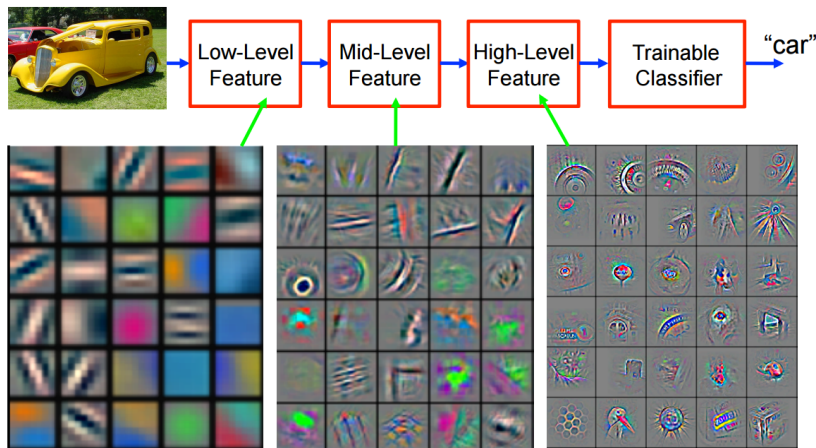 Low-Level
Feature
Mid-Level
Feature
High-Level
Feature
Trainable
Classifier
“car”